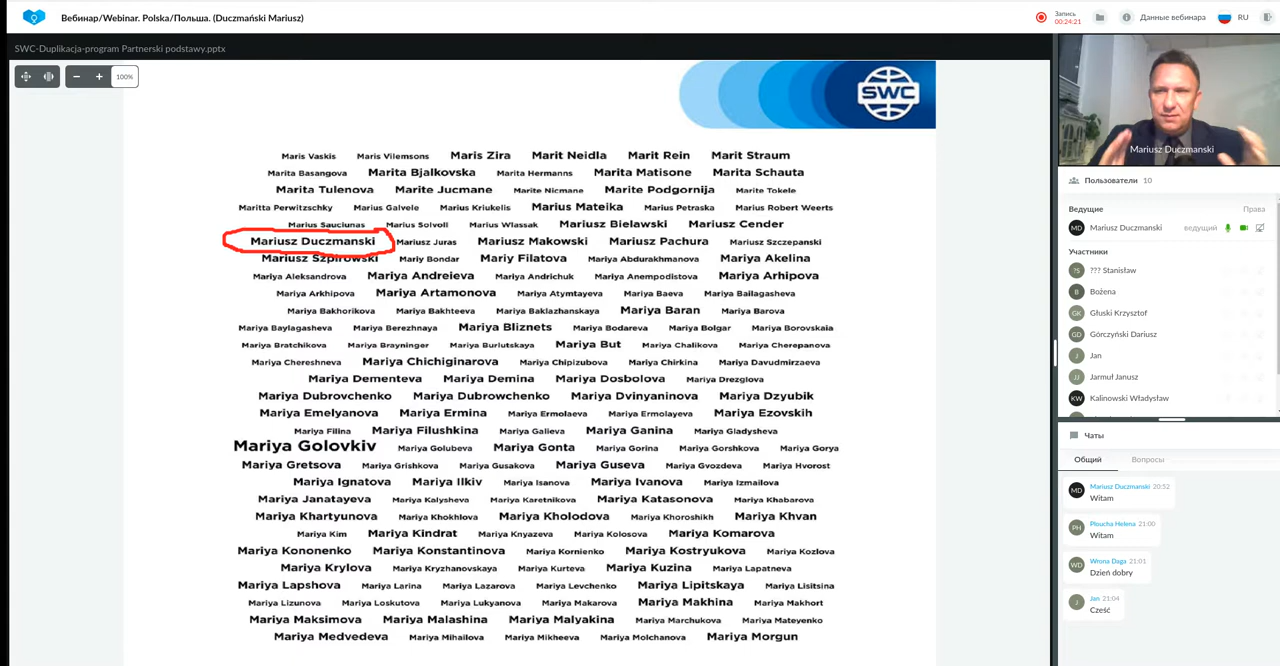 Вебинар/Webinar. Polska/Польша. (Duczmański Mariusz)
Запись
00:24:21
Данные вебинара
RU
SWC-Duplikacja-program Partnerski podstawy.pptx
100%
SWC
Maris Vaskis Maris Vilemsons Maris Zira Marit Neidla Marit Rein Marit Straum
Marita Basangova Marita Bjalkovska Marita Hermanns Marita Matisone Marita Schauta
Marita Tulenova Marite Jucmane Marite Nicmane Marite Podgornija Marite Tokele
Maritta Perwitzschky Marius Galvele Marius Kriukelis Marius Mateika Marius Petraska Marius Robert Weerts
Marius Sauciunas Marius Solvoll Marius Wlassak Mariusz Bielawski Mariusz Cender
Mariusz Duczmanski Mariusz Juras Mariusz Makowski Mariusz Pachura Mariusz Szczepanski
Mariusz Szpirowski Mariy Bondar Mariy Filatova Mariya Abdurakhmanova Mariya Akelina
Mariya Aleksandrova Mariya Andreieva Mariya Andrichuk Mariya Anempodistova Mariya Arhipova
Mariya Arkhipova Mariya Artamonova Mariya Atymtayeva Mariya Baeva Mariya Bailagasheva
Mariya Bakhorikova Mariya Bakhteeva Mariya Baklazhanskaya Mariya Baran Mariya Barova
Mariya Baylagasheva Mariya Berezhnaya Mariya Bliznets Mariya Bodareva Mariya Bolgar Mariya Borovskaia
Mariya Bratchikova Mariya Brayninger Mariya Burlutskaya Mariya But Mariya Chalikova Mariya Cherepanova
Mariya Chereshneva Mariya Chichiginarova Mariya Chipizubova Mariya Chirkina Mariya Davudmirzaeva
Mariya Dementeva Mariya Demina Mariya Dosbolova Mariya Drezglova
Mariya Dubrovchenko Mariya Dubrowchenko Mariya Dvinyaninova Mariya Dzyubik
Mariya Emelyanova Mariya Ermina Mariya Ermolaeva Mariya Ermolayeva Mariya Ezovskih
Mariya Filina Mariya Filushkina Mariya Galieva Mariya Ganina Mariya Gladysheva
Mariya Golovkiv Mariya Golubeva Mariya Gonta Mariya Gorina Mariya Gorshkova Mariya Gorya
Mariya Gretsova Mariya Grishkova Mariya Gusakova Mariya Guseva Mariya Gvozdeva Mariya Hvorost
Mariya Ignatova Mariya Ilkiv Mariya Isanova Mariya Ivanova Mariya Izmailova
Mariya Janatayeva Mariya Kalysheva Mariya Karetnikova Mariya Katasonova Mariya Khabarova
Mariya Khartyunova Mariya Khokhlova Mariya Kholodova Mariya Khoroshikh Mariya Khvan
Mariya Kim Mariya Kindrat Mariya Knyazeva Mariya Kolosova Mariya Komarova
Mariya Kononenko Mariya Konstantinova Mariya Kornienko Mariya Kostryukova Mariya Kozlova
Mariya Krylova Mariya Kryzhanovskaya Mariya Kurteva Mariya Kuzina Mariya Lapatneva
Mariya Lapshova Mariya Larina Mariya Lazarova Mariya Levchenko Mariya Lipitskaya Mariya Lisitsina
Mariya Lizunova Mariya Loskutova Mariya Lukyanova Mariya Makarova Mariya Makhina Mariya Makhort
Mariya Maksimova Mariya Malashina Mariya Malyakina Mariya Marchukova Mariya Mateyenko
Mariya Medvedeva Mariya Mihailova Mariya Mikheeva Mariya Molchanova Mariya Morgun
Mariusz Duczmanski
Пользователи 10
Ведущие Права
MD Mariusz Duczmanski ведущий
Участники
?S ??? Stanisław
B Bożena
GK Głuski Krzysztof
GD Górczyński Dariusz
J Jan
JJ Jarmuł Janusz
KW Kalinowski Władysław
Чаты
Общий Вопросы
MD Mariusz Duczmanski 20:52
Witam
PH Płoucha Helena 21:00
Witam
WD Wrona Daga 21:01
Dzień dobry
J Jan 21:04
Cześć